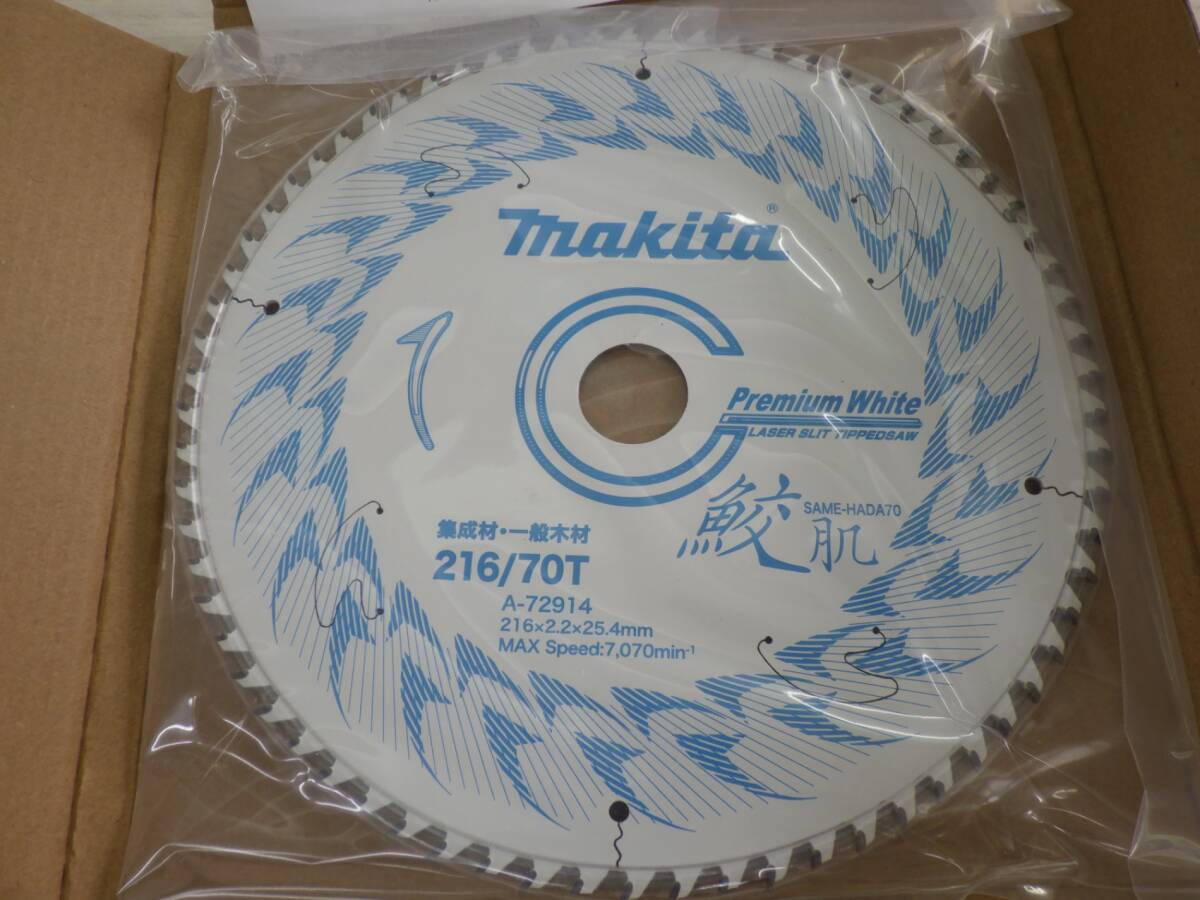 makita®
Premium White
LASER SLIT TIPPEDSAW
鮫肌
SAME-HADA70
集成材・一般木材
216/70T
A-72914
216×2.2×25.4mm
MAX Speed:7,070min⁻¹